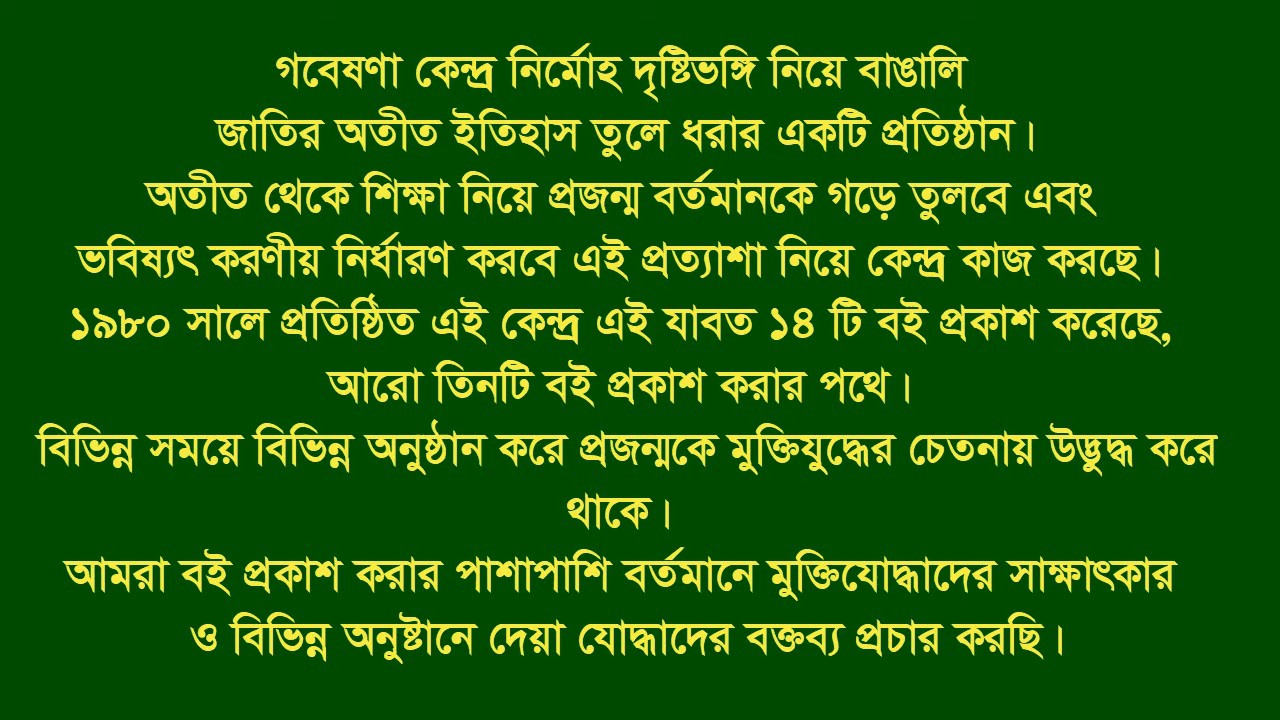 গবেষণা কেন্দ্র নির্মোহ দৃষ্টিভঙ্গি নিয়ে বাঙালি
জাতির অতীত ইতিহাস তুলে ধরার একটি প্রতিষ্ঠান।
অতীত থেকে শিক্ষা নিয়ে প্রজন্ম বর্তমানকে গড়ে তুলবে এবং
ভবিষ্যৎ করণীয় নির্ধারণ করবে এই প্রত্যাশা নিয়ে কেন্দ্র কাজ করছে।
১৯৮০ সালে প্রতিষ্ঠিত এই কেন্দ্র এই যাবত ১৪ টি বই প্রকাশ করেছে,
আরো তিনটি বই প্রকাশ করার পথে।
বিভিন্ন সময়ে বিভিন্ন অনুষ্ঠান করে প্রজন্মকে মুক্তিযুদ্ধের চেতনায় উদ্ভুদ্ধ করে
থাকে।
আমরা বই প্রকাশ করার পাশাপাশি বর্তমানে মুক্তিযোদ্ধাদের সাক্ষাৎকার
ও বিভিন্ন অনুষ্টানে দেয়া যোদ্ধাদের বক্তব্য প্রচার করছি।